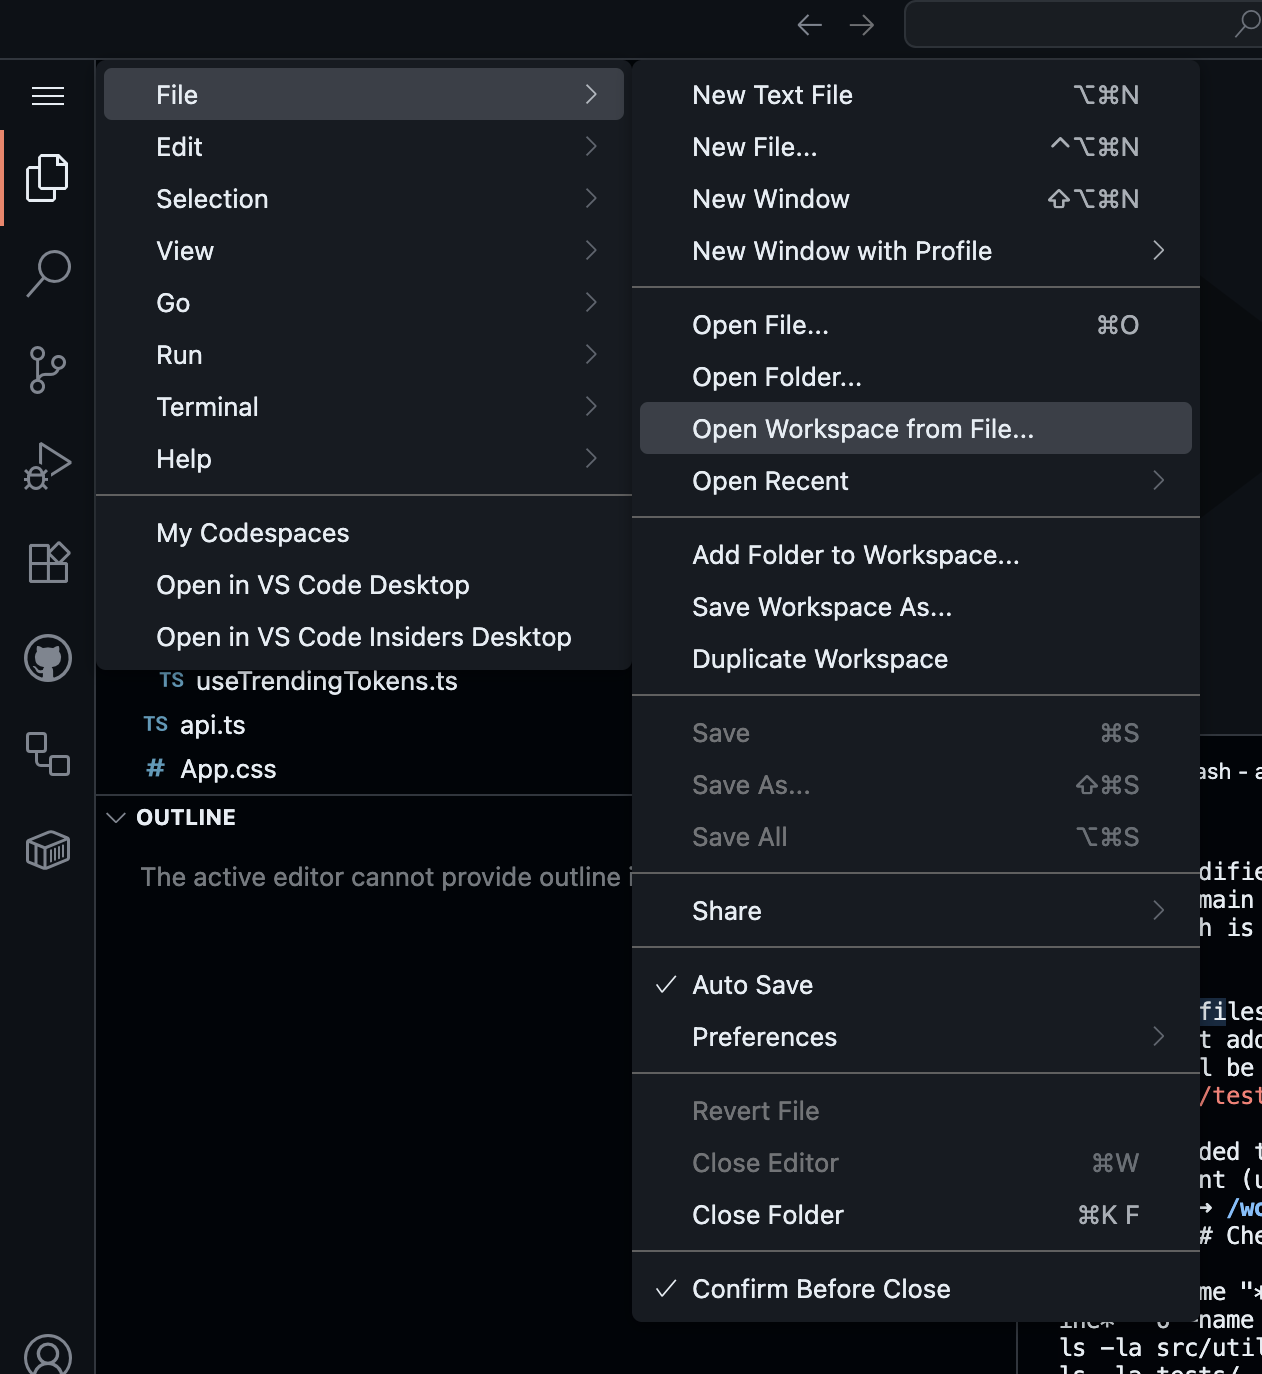 File
Edit
Selection
View
Go
Run
Terminal
Help
My Codespaces
Open in VS Code Desktop
Open in VS Code Insiders Desktop
TS useTrendingTokens.ts
TS api.ts
# App.css
OUTLINE
The active editor cannot provide outline
New Text File ⌥⌘N
New File... ^⌥⌘N
New Window ⇧⌥⌘N
New Window with Profile
Open File... ⌘O
Open Folder...
Open Workspace from File...
Open Recent
Add Folder to Workspace...
Save Workspace As...
Duplicate Workspace
Save ⌘S
Save As... ⇧⌘S
Save All ⌥⌘S
Share
Auto Save
Preferences
Revert File
Close Editor ⌘W
Close Folder ⌘K F
Confirm Before Close
ash - a
difie
main
h is
files
t add
l be
/test
ded t
nt (u
→ /wo
# Che
me "*
name
ls -la src/util
ls -la tests/